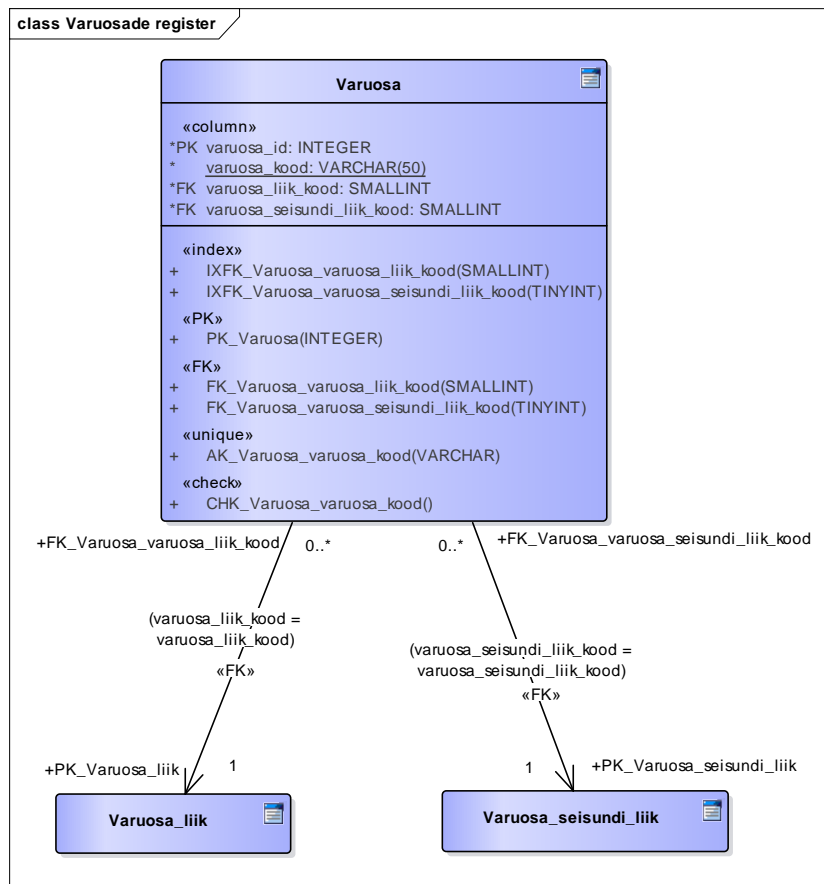 class Varuosade register
Varuosa
«column»
*PK varuosa_id: INTEGER
* varuosa_kood: VARCHAR(50)
*FK varuosa_liik_kood: SMALLINT
*FK varuosa_seisundi_liik_kood: SMALLINT
«index»
+ IXFK_Varuosa_varuosa_liik_kood(SMALLINT)
+ IXFK_Varuosa_varuosa_seisundi_liik_kood(TINYINT)
«PK»
+ PK_Varuosa(INTEGER)
«FK»
+ FK_Varuosa_varuosa_liik_kood(SMALLINT)
+ FK_Varuosa_varuosa_seisundi_liik_kood(TINYINT)
«unique»
+ AK_Varuosa_varuosa_kood(VARCHAR)
«check»
+ CHK_Varuosa_varuosa_kood()
+FK_Varuosa_varuosa_liik_kood
0..*
0..*
+FK_Varuosa_varuosa_seisundi_liik_kood
(varuosa_liik_kood =
varuosa_liik_kood)
«FK»
(varuosa_seisundi_liik_kood =
varuosa_seisundi_liik_kood)
«FK»
+PK_Varuosa_liik
1
1
+PK_Varuosa_seisundi_liik
Varuosa_liik
Varuosa_seisundi_liik